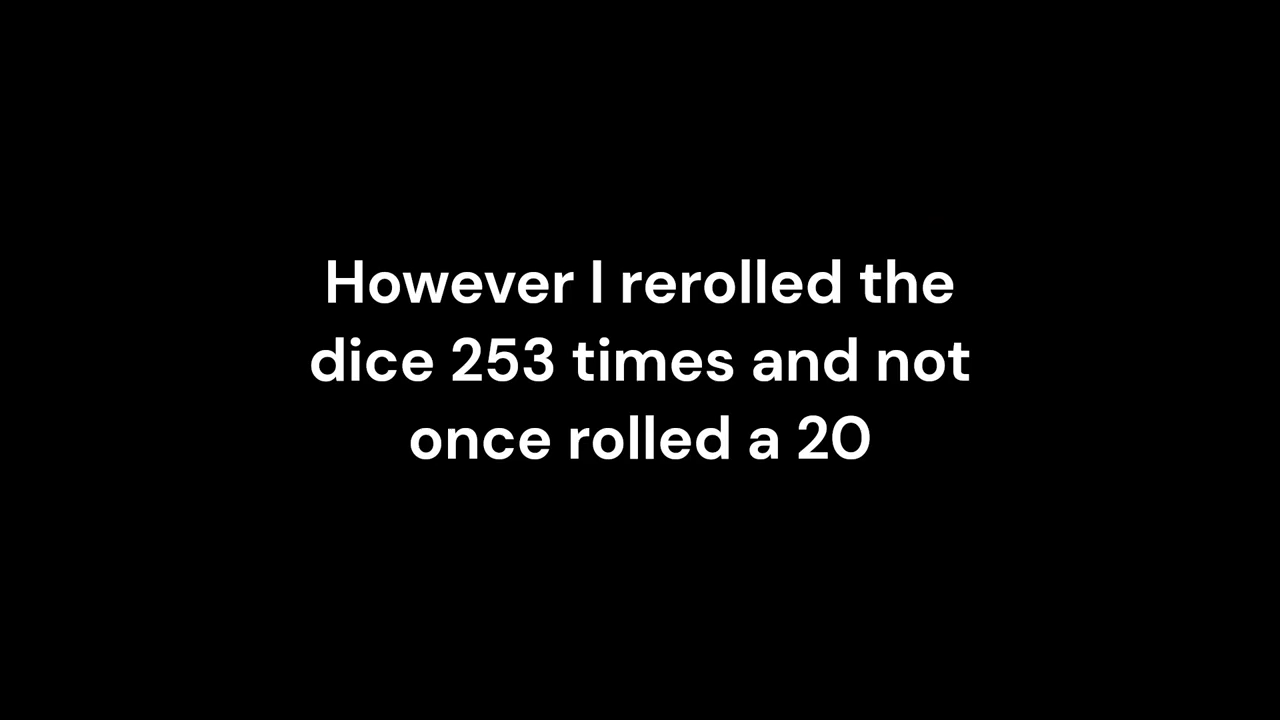 However I rerolled the
dice 253 times and not
once rolled a 20